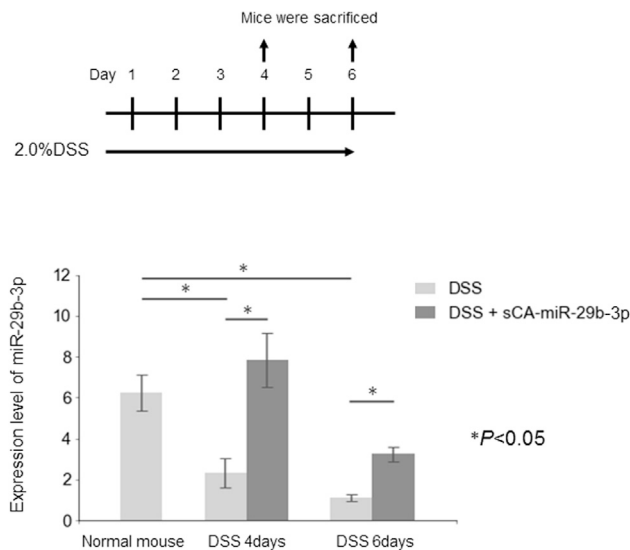 Mice were sacrificed
Day 1 2 3 4 5 6
2.0%DSS
Expression level of miR-29b-3p
12
10
8
6
4
2
0
* * * *
DSS
DSS + sCA-miR-29b-3p
*P<0.05
Normal mouse DSS 4days DSS 6days